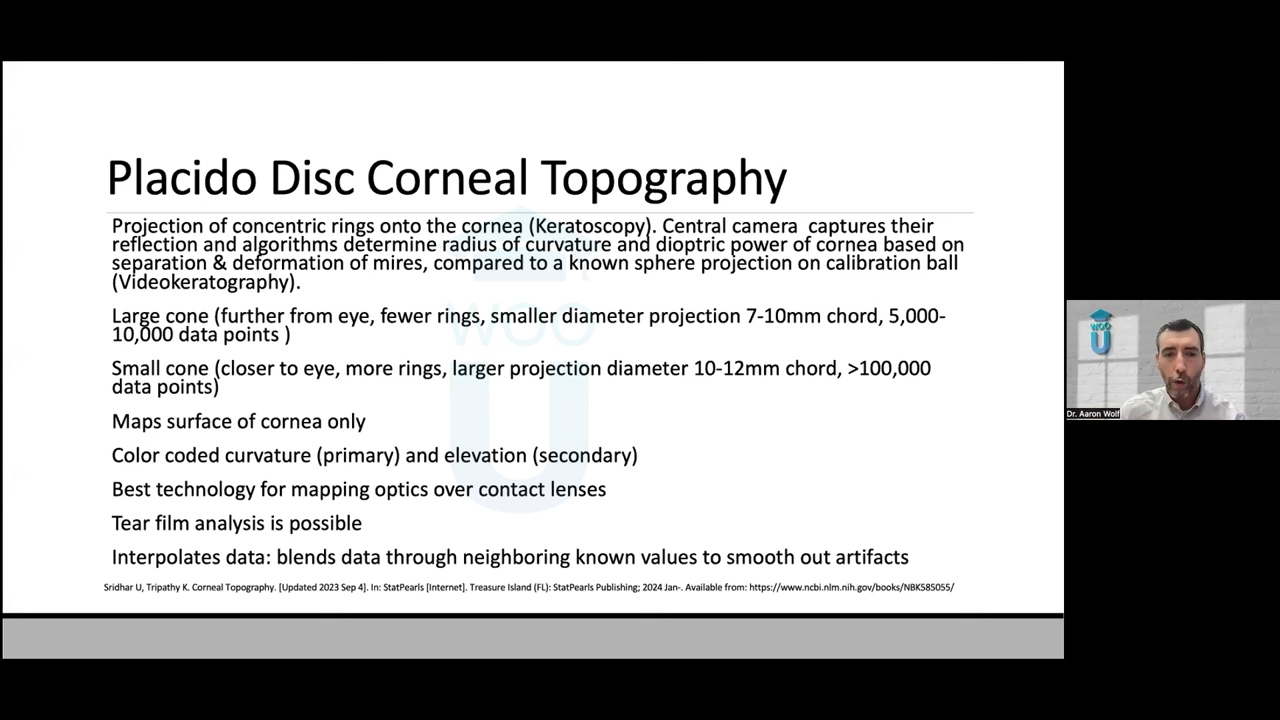 Placido Disc Corneal Topography
Projection of concentric rings onto the cornea (Keratoscopy). Central camera captures their
reflection and algorithms determine radius of curvature and dioptric power of cornea based on
separation & deformation of mires, compared to a known sphere projection on calibration ball
(Videokeratography).
Large cone (further from eye, fewer rings, smaller diameter projection 7-10mm chord, 5,000-
10,000 data points )
Small cone (closer to eye, more rings, larger projection diameter 10-12mm chord, >100,000
data points)
Maps surface of cornea only
Color coded curvature (primary) and elevation (secondary)
Best technology for mapping optics over contact lenses
Tear film analysis is possible
Interpolates data: blends data through neighboring known values to smooth out artifacts
Sridhar U, Tripathy K. Corneal Topography. [Updated 2023 Sep 4]. In: StatPearls [Internet]. Treasure Island (FL): StatPearls Publishing; 2024 Jan-. Available from: https://www.ncbi.nlm.nih.gov/books/NBK585055/
WOO
U
WOO
U
Dr. Aaron Wolf